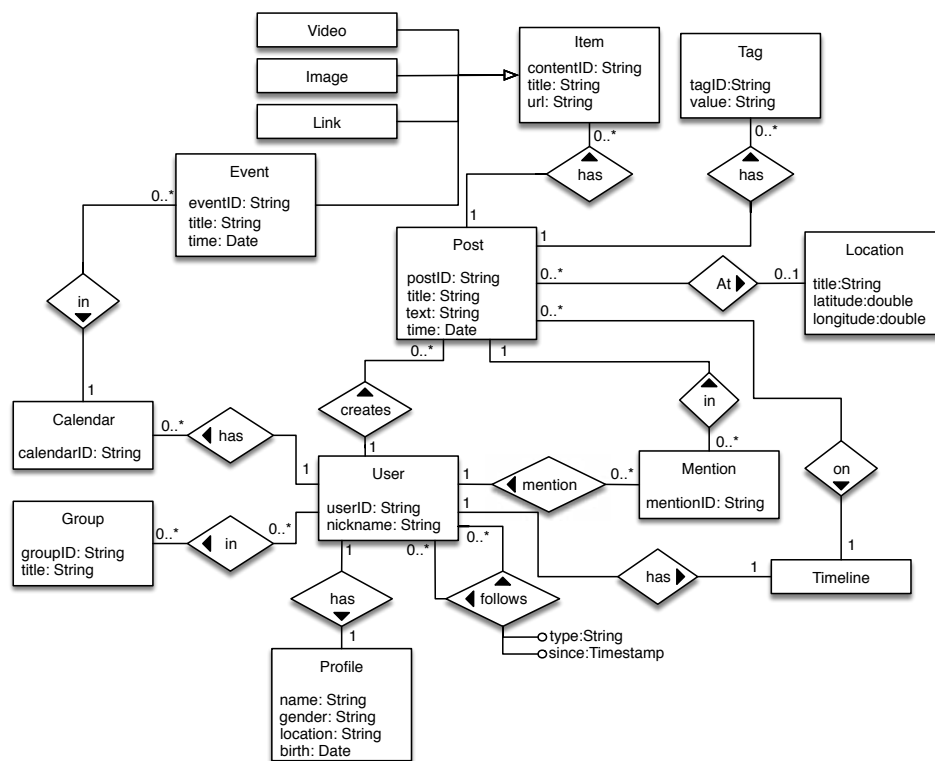 Video
Image
Link
Item
contentID: String
title: String
url: String
Tag
tagID:String
value: String
0..*
0..*
has
has
Event
eventID: String
title: String
time: Date
0..*
1
1
Post
postID: String
title: String
text: String
time: Date
0..*
At
0..1
Location
title:String
latitude:double
longitude:double
in
0..*
0..*
1
1
creates
in
Calendar
calendarID: String
0..*
has
1
1
0..*
User
userID: String
nickname: String
1
mention
0..*
Mention
mentionID: String
on
1
Group
groupID: String
title: String
0..*
in
0..*
1
0..*
0..*
1
has
follows
has
1
Timeline
1
type:String
since:Timestamp
Profile
name: String
gender: String
location: String
birth: Date